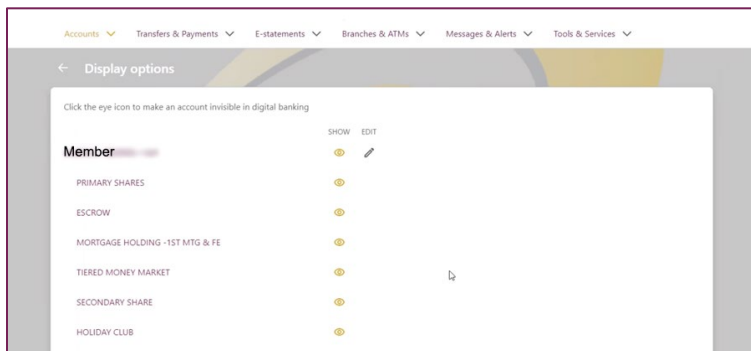 Accounts Transfers & Payments E-statements Branches & ATMs Messages & Alerts Tools & Services
Display options
Click the eye icon to make an account invisible in digital banking
SHOW EDIT
Member
PRIMARY SHARES
ESCROW
MORTGAGE HOLDING -1ST MTG & FE
TIERED MONEY MARKET
SECONDARY SHARE
HOLIDAY CLUB